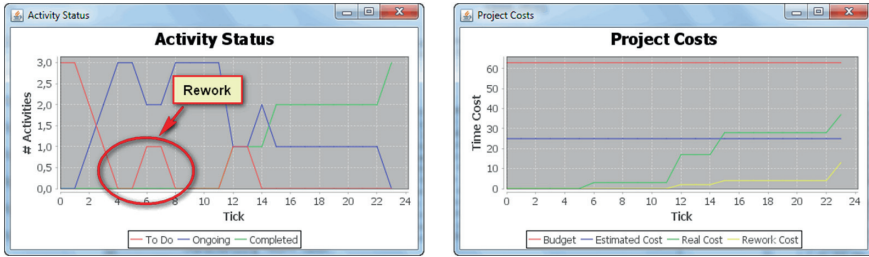 Activity Status
Activity Status
3,0
2,5
2,0
1,5
1,0
0,5
0,0
# Activities
Rework
0 2 4 6 8 10 12 14 16 18 20 22 24
Tick
To Do Ongoing Completed
Project Costs
Project Costs
60
50
40
30
20
10
0
Time Cost
0 2 4 6 8 10 12 14 16 18 20 22 24
Tick
Budget Estimated Cost Real Cost Rework Cost